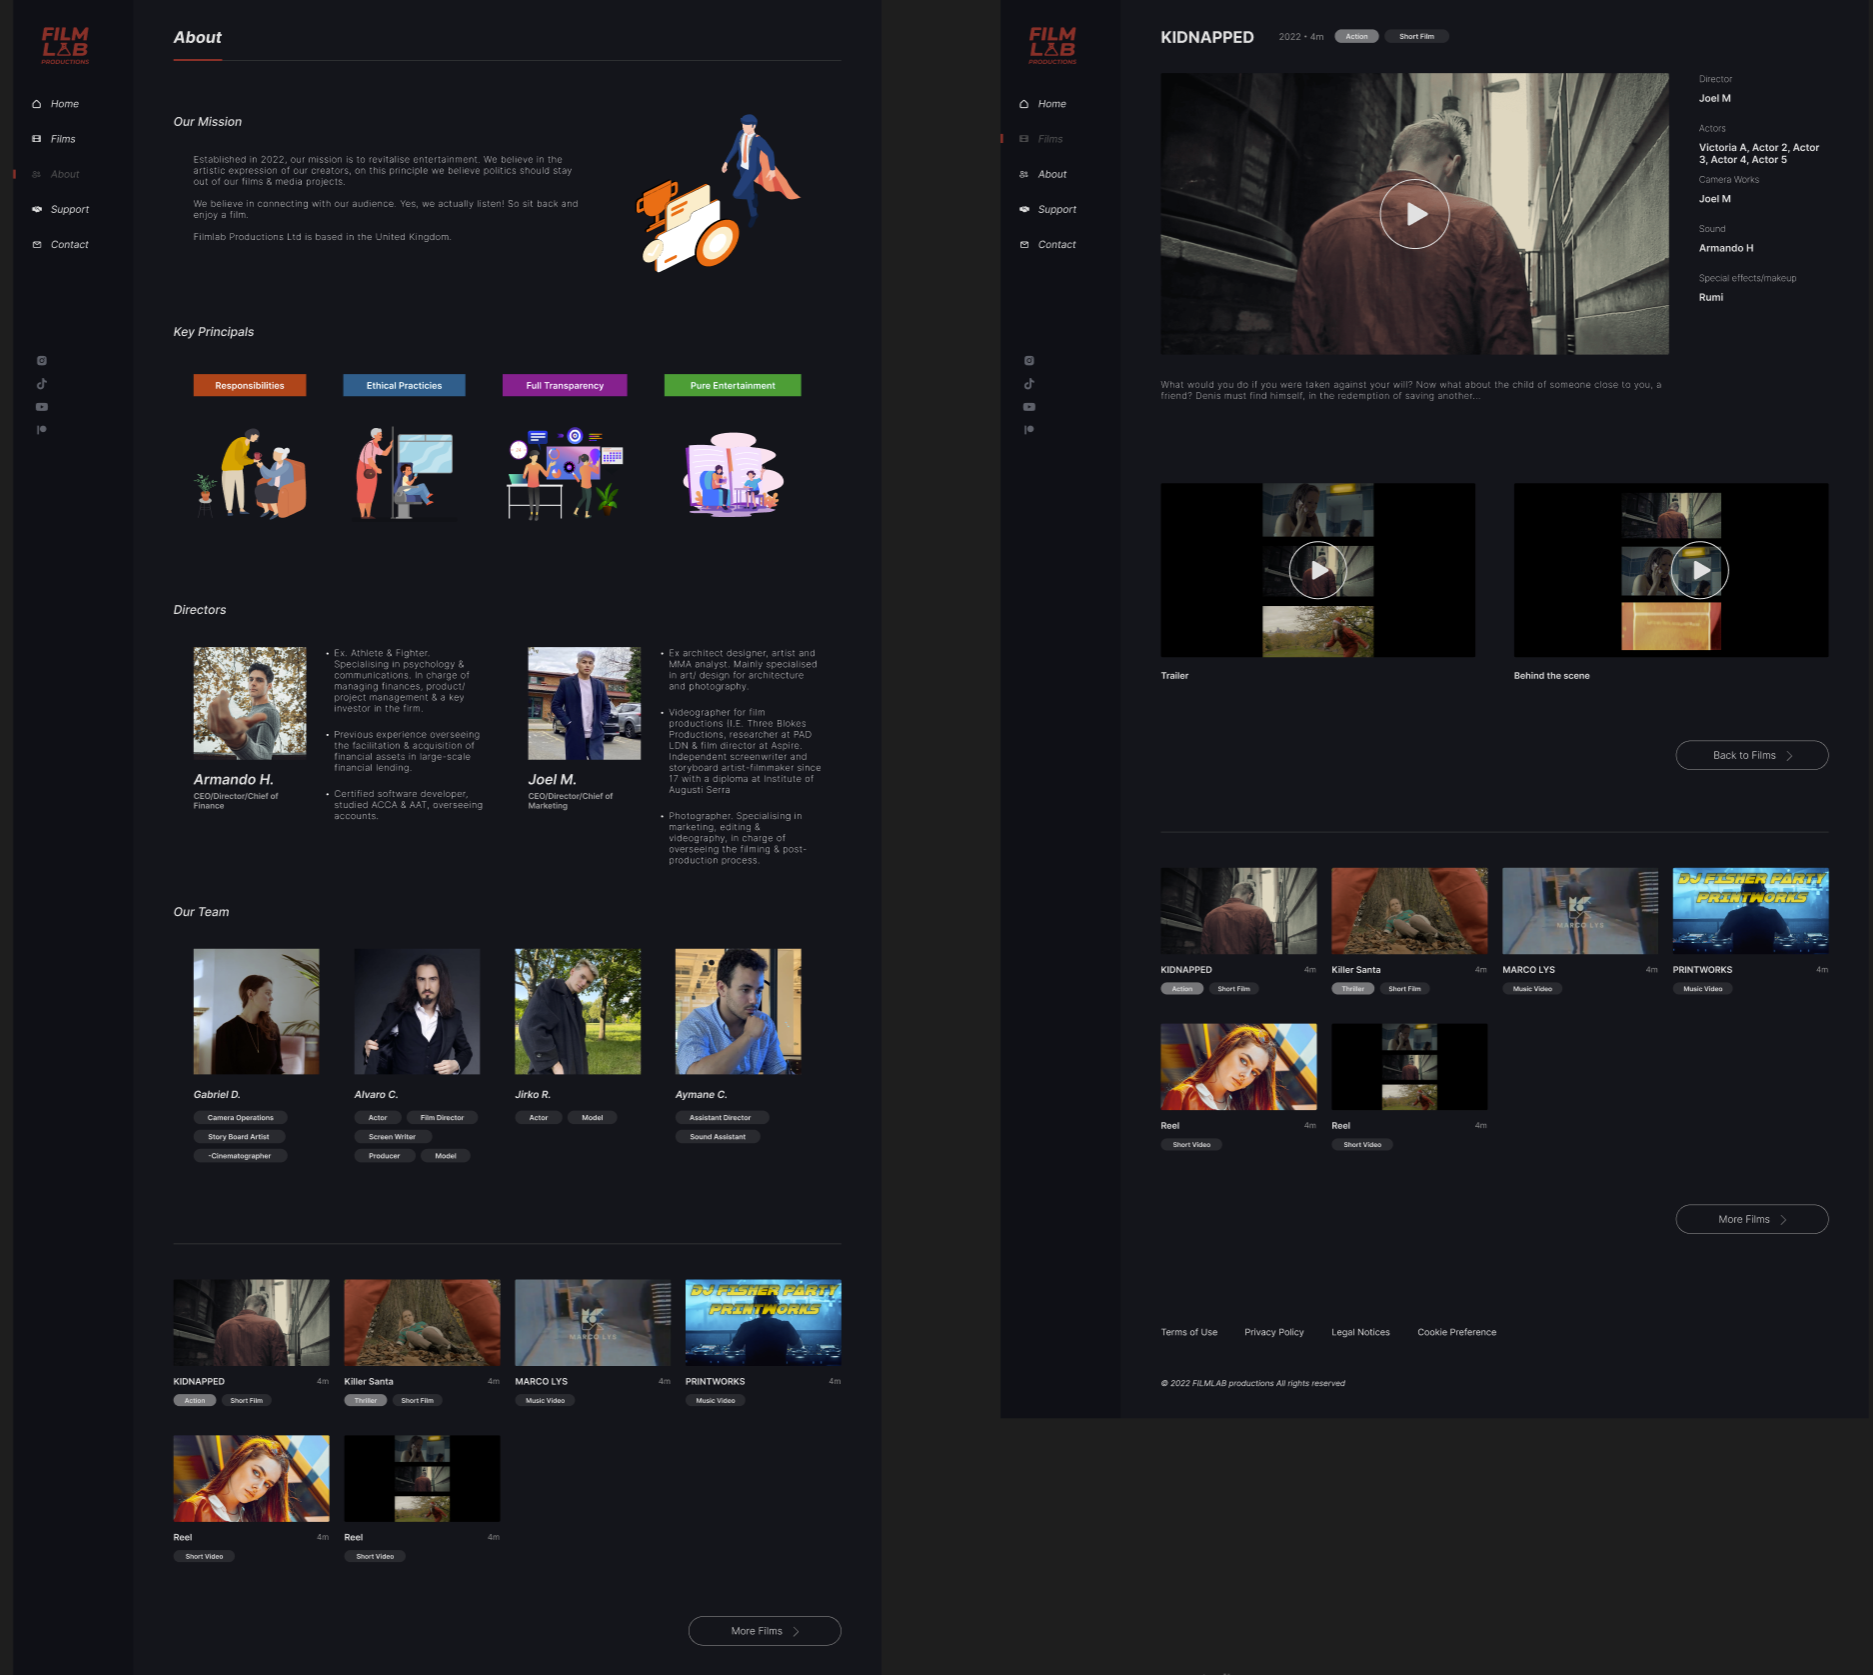 FILM
LAB
PRODUCTIONS
Home
Films
About
Support
Contact
About
Our Mission
Established in 2022, our mission is to revitalise entertainment. We believe in the
artistic expression of our creators, on this principle we believe politics should stay
out of our films & media projects.
We believe in connecting with our audience. Yes, we actually listen! So sit back and
enjoy a film.
Filmlab Productions Ltd is based in the United Kingdom.
Key Principals
Responsibilities
Ethical Practicies
Full Transparency
Pure Entertainment
Directors
Armando H.
CEO/Director/Chief of
Finance
• Ex. Athlete & Fighter.
Specialising in psychology &
communications. In charge of
managing finances, product/
project management & a key
investor in the firm.
• Previous experience overseeing
the facilitation & acquisition of
financial assets in large-scale
financial lending.
• Certified software developer,
studied ACCA & AAT, overseeing
accounts.
Joel M.
CEO/Director/Chief of
Marketing
• Ex architect designer, artist and
MMA analyst. Mainly specialised
in art/ design for architecture
and photography.
• Videographer for film
productions (I.E. Three Blokes
Productions, researcher at PAD
LDN & film director at Aspire.
Independent screenwriter and
storyboard artist-filmmaker since
17 with a diploma at Institute of
Augusti Serra
• Photographer. Specialising in
marketing, editing &
videography, in charge of
overseeing the filming & post-
production process.
Our Team
Gabriel D.
Camera Operations
Story Board Artist
-Cinematographer
Alvaro C.
Actor
Film Director
Screen Writer
Producer
Model
Jirko R.
Actor
Model
Aymane C.
Assistant Director
Sound Assistant
KIDNAPPED
4m
Action
Short Film
Killer Santa
4m
Thriller
Short Film
MARCO LYS
MARCO LYS
4m
Music Video
DJ FISHER PARTY
PRINTWORKS
PRINTWORKS
4m
Music Video
Reel
4m
Short Video
Reel
4m
Short Video
More Films
FILM
LAB
PRODUCTIONS
Home
Films
About
Support
Contact
KIDNAPPED
2022 • 4m
Action
Short Film
Director
Joel M
Actors
Victoria A, Actor 2, Actor
3, Actor 4, Actor 5
Camera Works
Joel M
Sound
Armando H
Special effects/makeup
Rumi
What would you do if you were taken against your will? Now what about the child of someone close to you, a
friend? Denis must find himself, in the redemption of saving another...
Trailer
Behind the scene
Back to Films
KIDNAPPED
4m
Action
Short Film
Killer Santa
4m
Thriller
Short Film
MARCO LYS
MARCO LYS
4m
Music Video
DJ FISHER PARTY
PRINTWORKS
PRINTWORKS
4m
Music Video
Reel
4m
Short Video
Reel
4m
Short Video
More Films
Terms of Use
Privacy Policy
Legal Notices
Cookie Preference
© 2022 FILMLAB productions All rights reserved